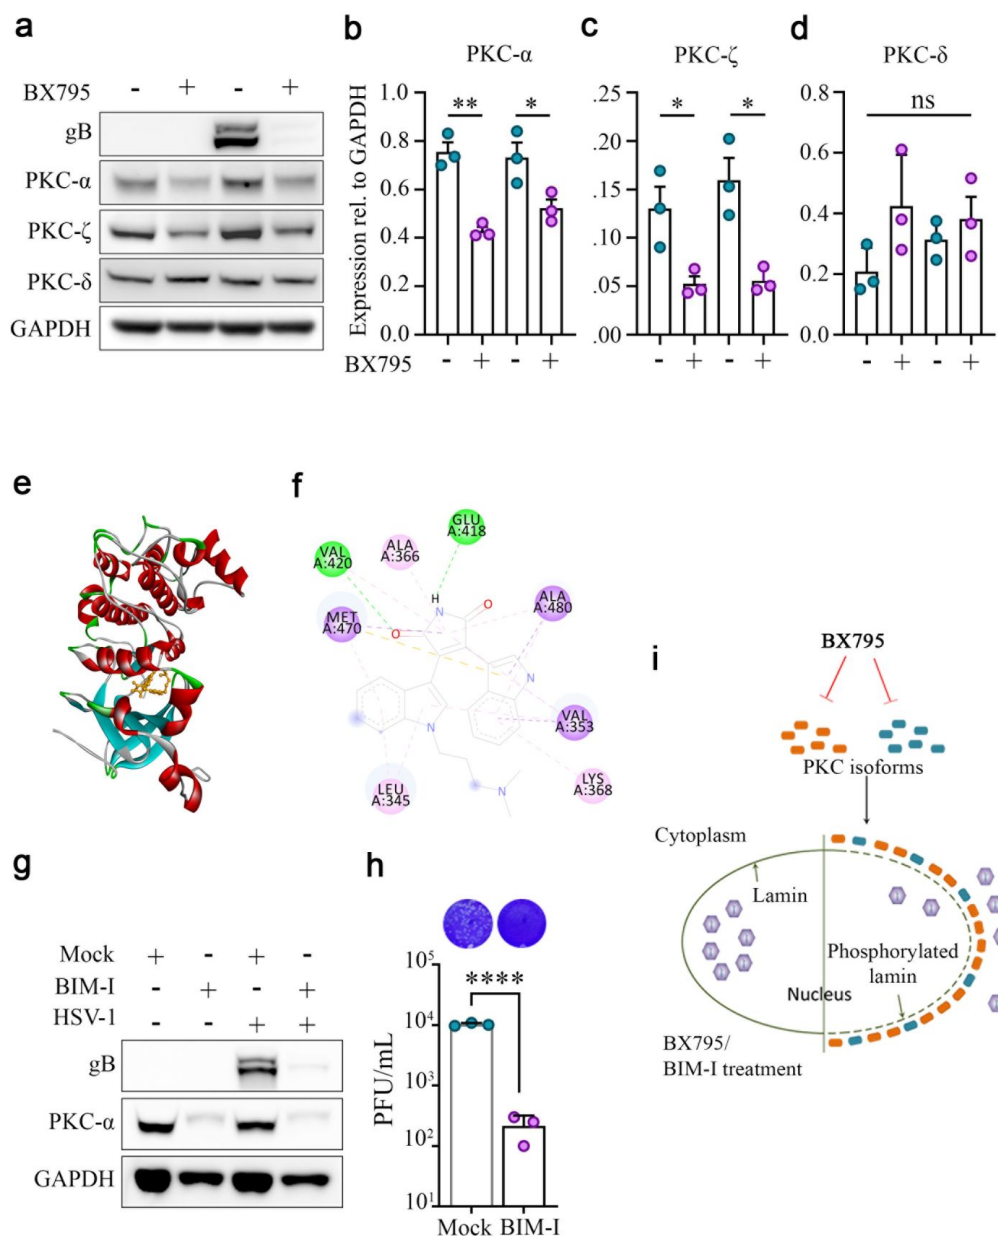 a
BX795 - + - +
gB
PKC-α
PKC-ζ
PKC-δ
GAPDH
b
PKC-α
Expression rel. to GAPDH
1.0
0.8
0.6
0.4
0.2
0.0
** *
BX795 - + - +
c
PKC-ζ
.25
.20
.15
.10
.05
.00
* *
- + - +
d
PKC-δ
0.8
0.6
0.4
0.2
0.0
ns
- + - +
e
f
GLU
A:418
VAL
A:420
ALA
A:366
ALA
A:480
MET
A:470
VAL
A:353
LYS
A:368
LEU
A:345
H
N
O
O
N
N
N
g
Mock + - + -
BIM-I - + - +
HSV-1 - - + +
gB
PKC-α
GAPDH
h
PFU/mL
10⁵
10⁴
10³
10²
10¹
****
Mock BIM-I
i
BX795
PKC isoforms
Cytoplasm
Lamin
Phosphorylated
lamin
Nucleus
BX795/
BIM-I treatment